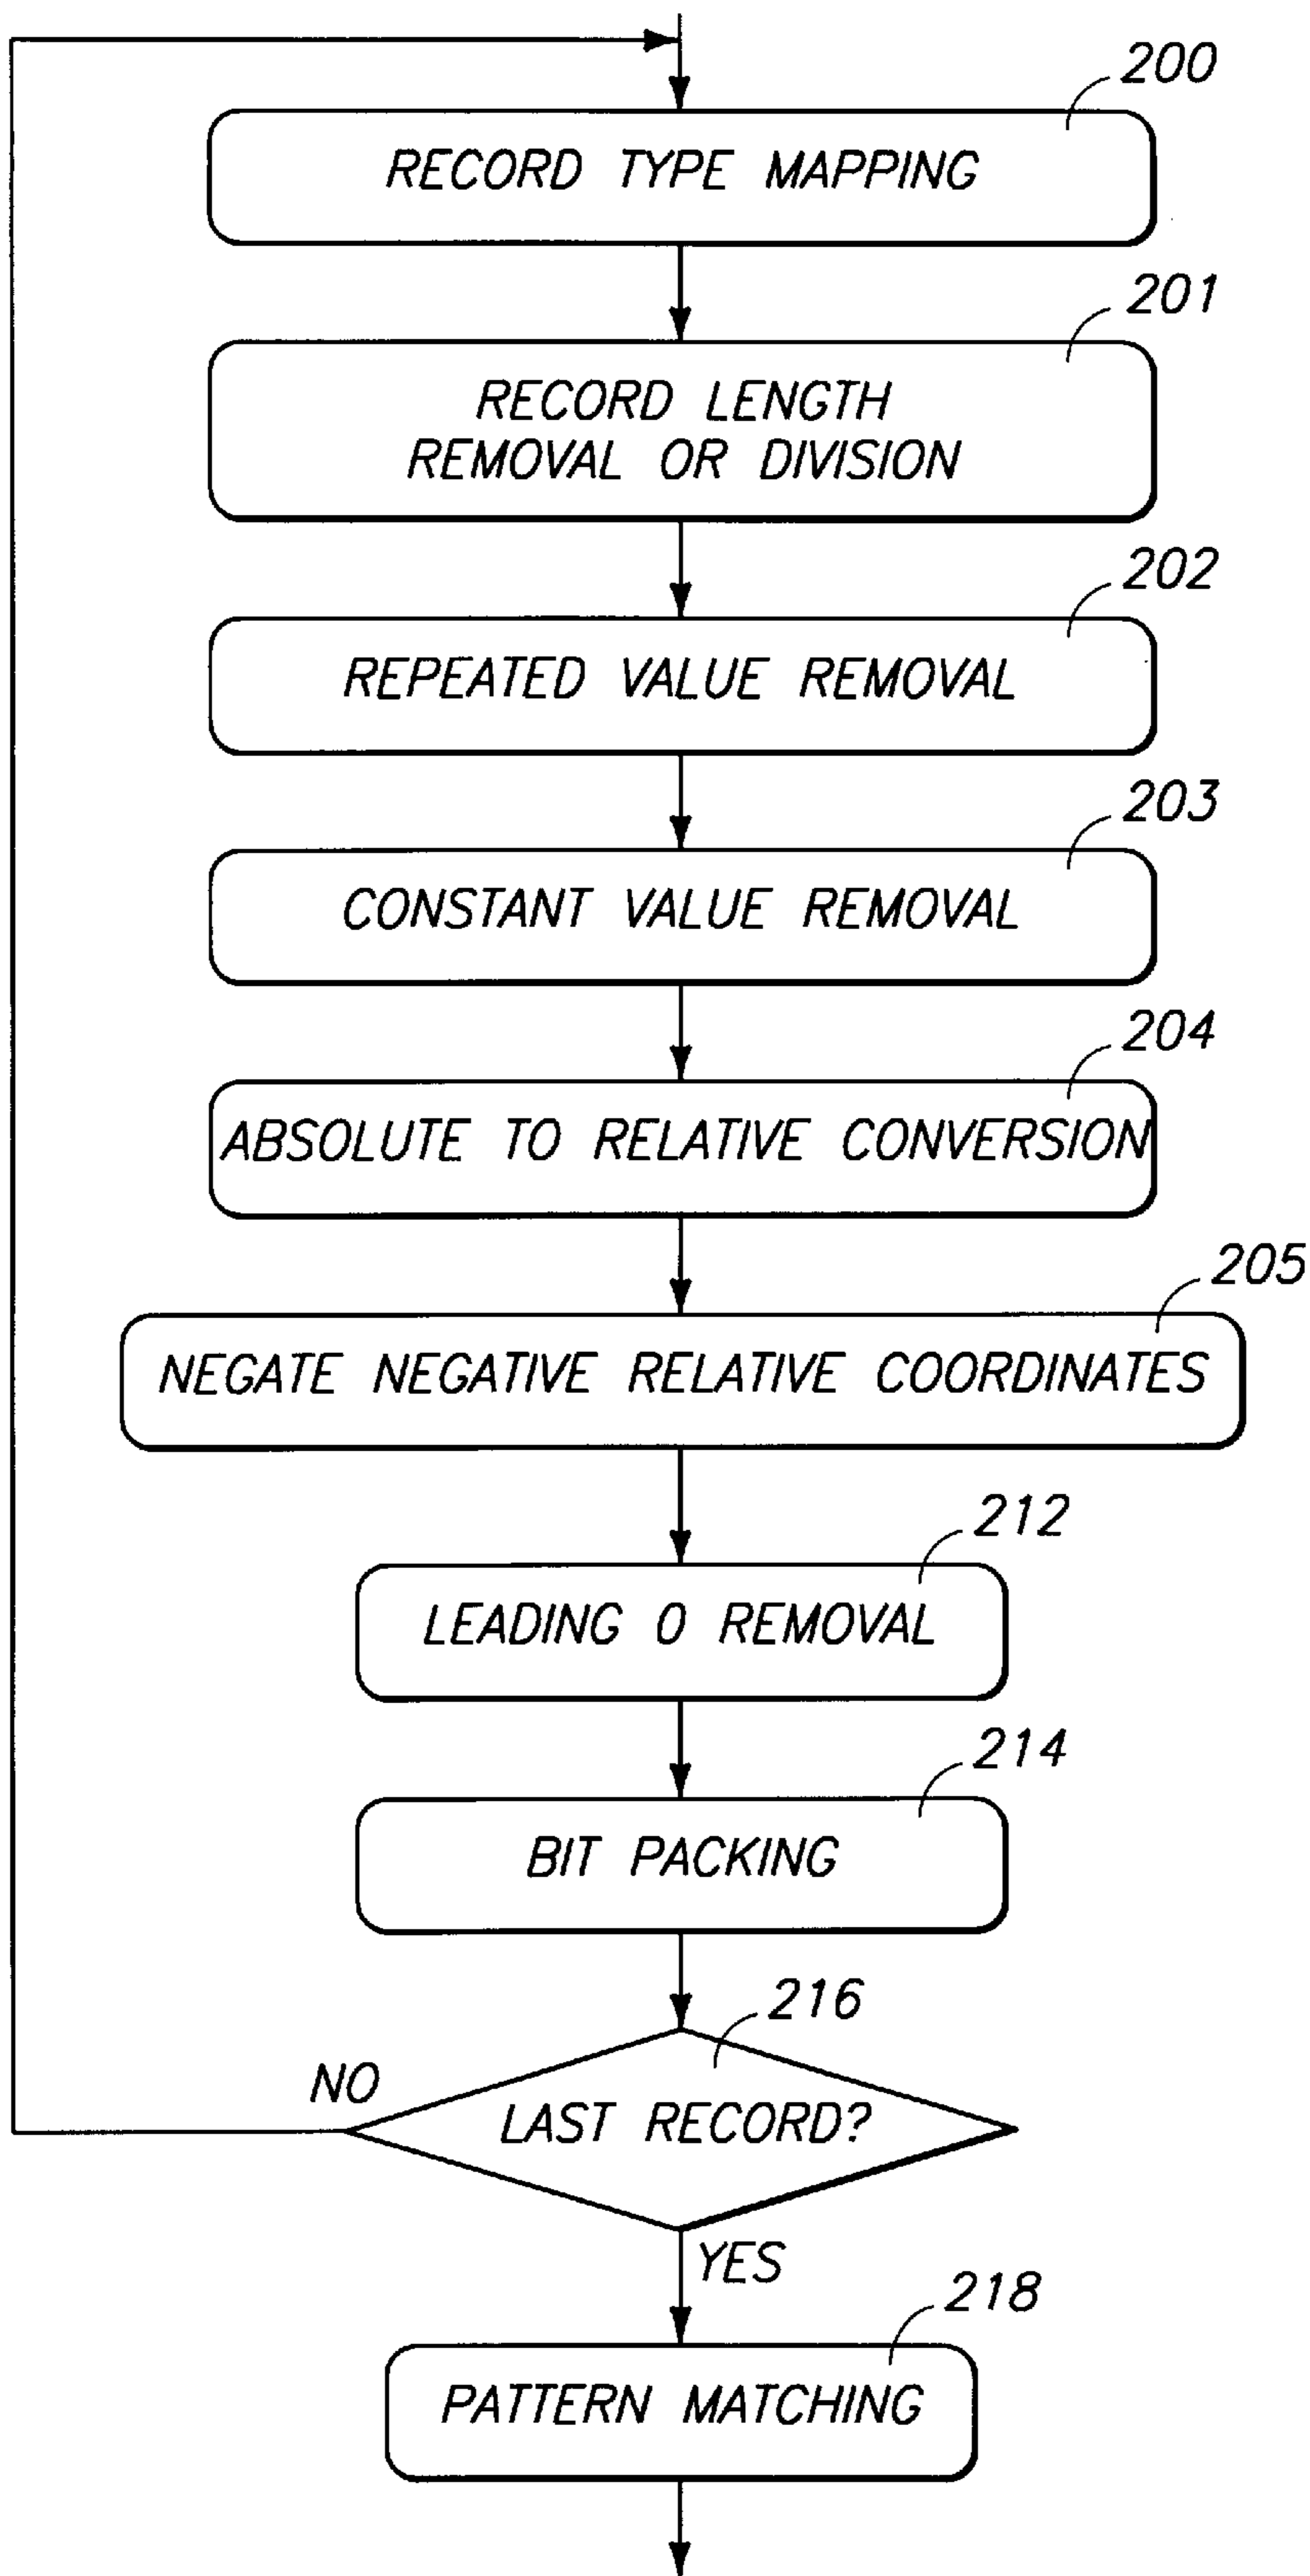 200
RECORD TYPE MAPPING
201
RECORD LENGTH
REMOVAL OR DIVISION
202
REPEATED VALUE REMOVAL
203
CONSTANT VALUE REMOVAL
204
ABSOLUTE TO RELATIVE CONVERSION
205
NEGATE NEGATIVE RELATIVE COORDINATES
212
LEADING 0 REMOVAL
214
BIT PACKING
216
NO
LAST RECORD?
YES
218
PATTERN MATCHING